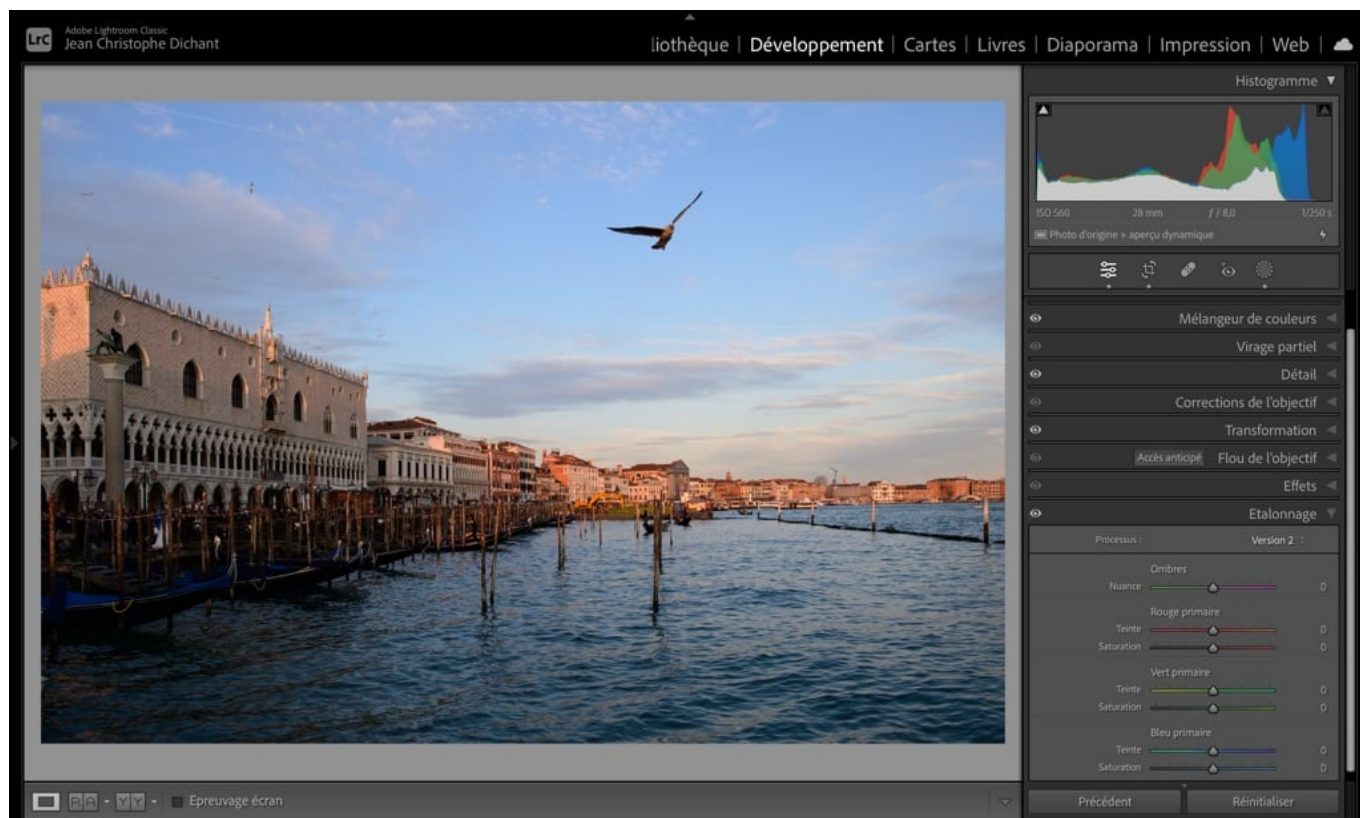 LrC
Adobe Lightroom Classic
Jean Christophe Dichant
liothèque | Développement | Cartes | Livres | Diaporama | Impression | Web |
Histogramme
ISO 560 28 mm ƒ / 8,0 1/250 s
Photo d'origine + aperçu dynamique
Mélangeur de couleurs
Virage partiel
Détail
Corrections de l'objectif
Transformation
Accès anticipé Flou de l'objectif
Effets
Etalonnage
Processus : Version 2
Ombres
Nuance 0
Rouge primaire
Teinte 0
Saturation 0
Vert primaire
Teinte 0
Saturation 0
Bleu primaire
Teinte 0
Saturation 0
RA YY Epreuvage écran
Précédent Réinitialiser